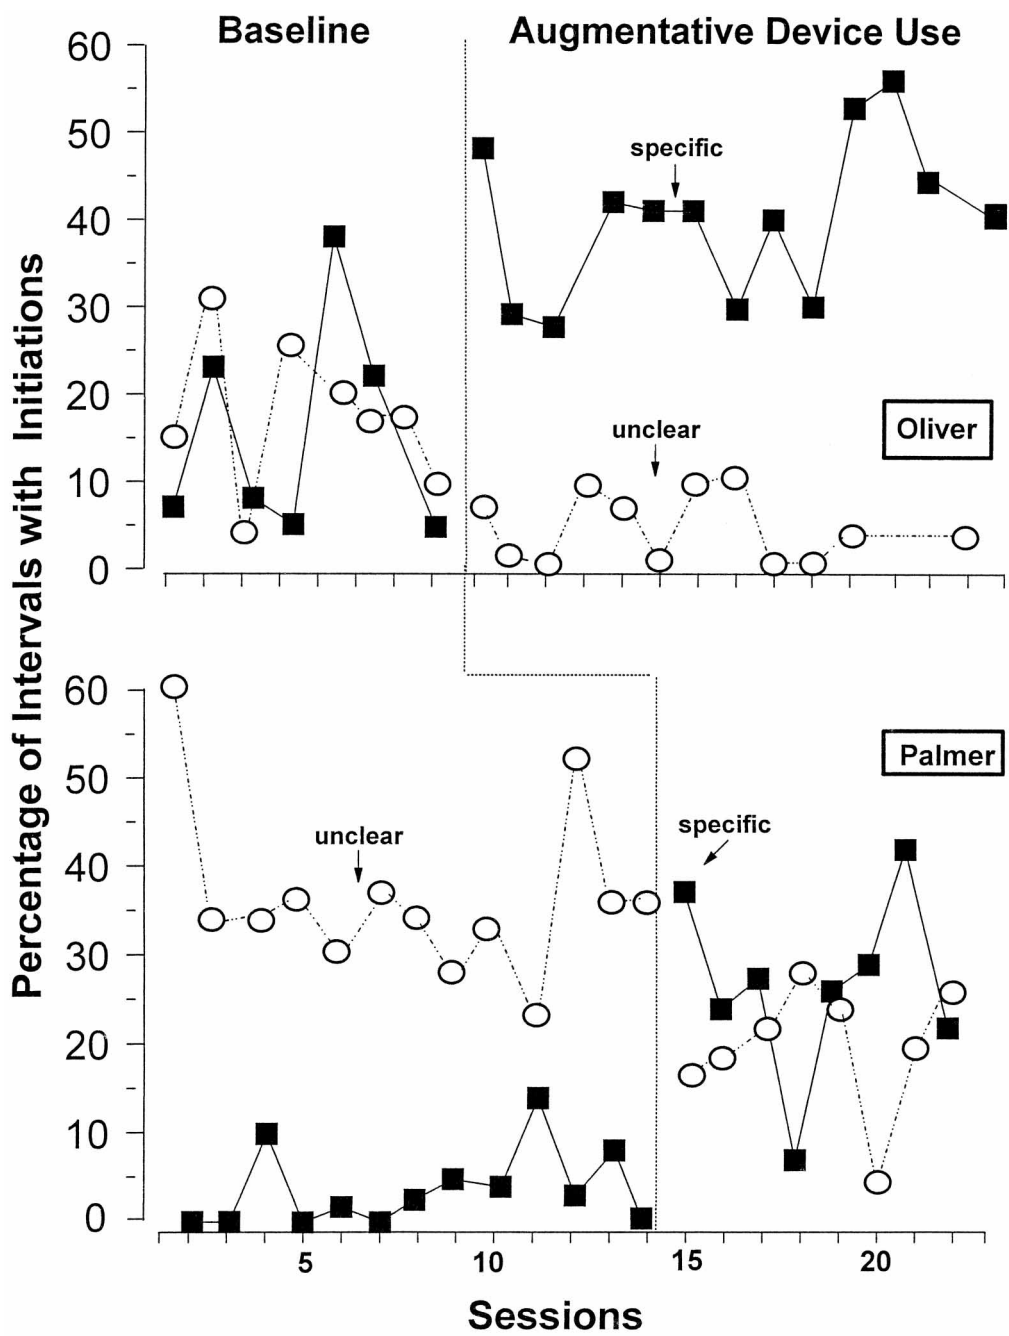 Baseline
Augmentative Device Use
Percentage of Intervals with Initiations
60
50
40
30
20
10
0
specific
unclear
Oliver
60
50
40
30
20
10
0
unclear
specific
Palmer
5
10
15
20
Sessions